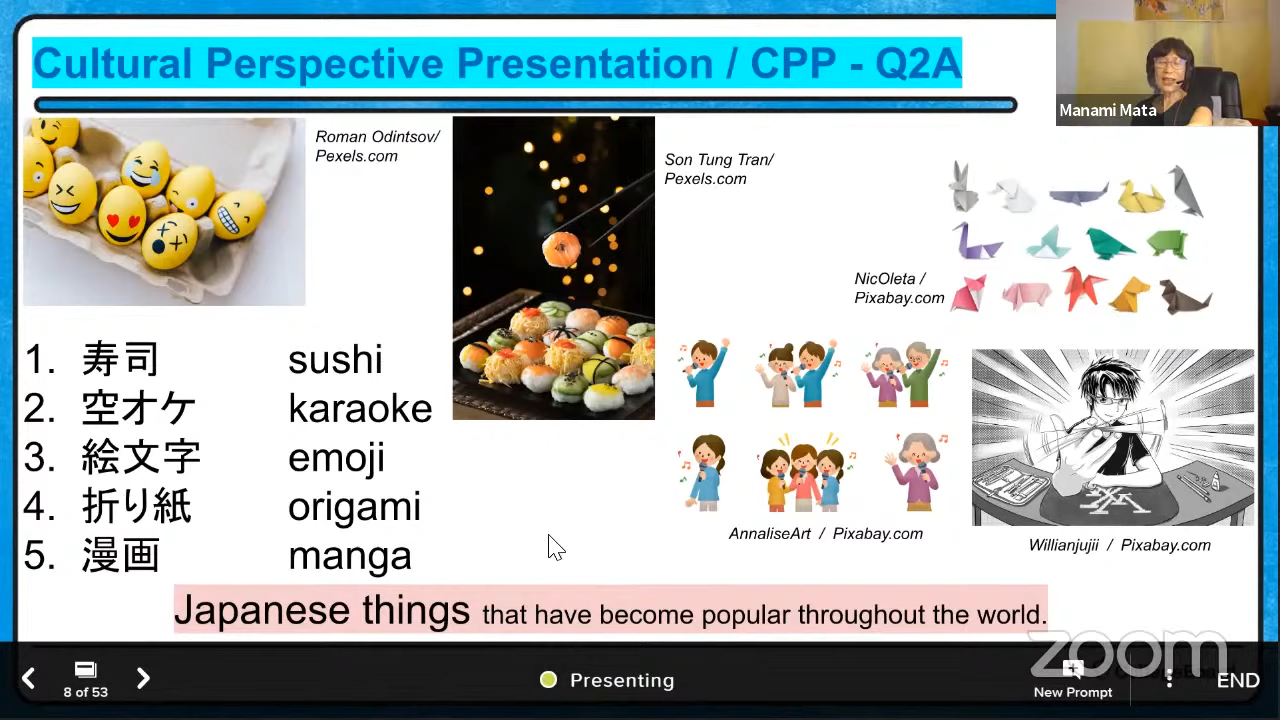 Cultural Perspective Presentation / CPP - Q2A
Manami Mata
Roman Odintsov/
Pexels.com
Son Tung Tran/
Pexels.com
NicOleta /
Pixabay.com
1. 寿司 sushi
2. 空オケ karaoke
3. 絵文字 emoji
4. 折り紙 origami
5. 漫画 manga
AnnaliseArt / Pixabay.com
Willianjujii / Pixabay.com
Japanese things that have become popular throughout the world.
zoom
8 of 53
Presenting
New Prompt
END